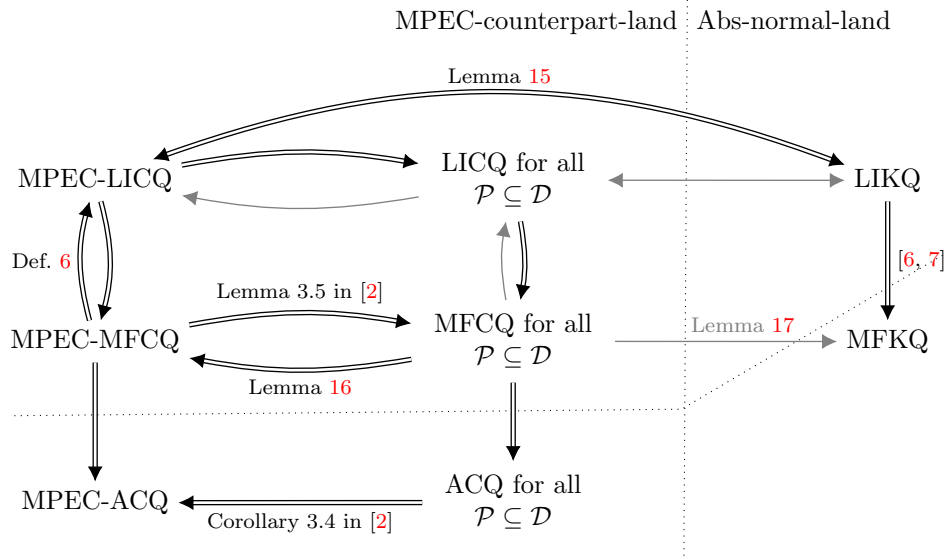 MPEC-counterpart-land Abs-normal-land
Lemma 15
MPEC-LICQ
LICQ for all
𝒫 ⊆ 𝒟
LIKQ
Def. 6
[6, 7]
Lemma 3.5 in [2]
MPEC-MFCQ
MFCQ for all
𝒫 ⊆ 𝒟
Lemma 17
MFKQ
Lemma 16
MPEC-ACQ
ACQ for all
𝒫 ⊆ 𝒟
Corollary 3.4 in [2]